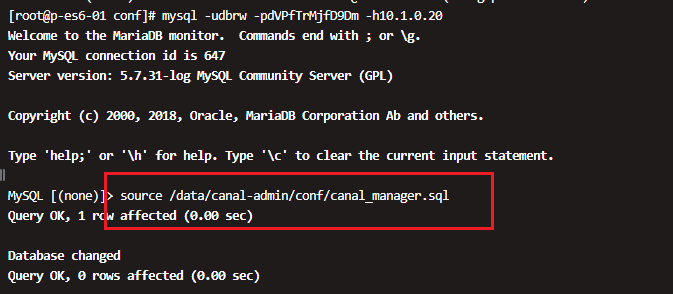 [root@p-es6-01 conf]# mysql -udbrw -pdVPfTrMjfD9Dm -h10.1.0.20
Welcome to the MariaDB monitor.  Commands end with ; or \g.
Your MySQL connection id is 647
Server version: 5.7.31-log MySQL Community Server (GPL)
Copyright (c) 2000, 2018, Oracle, MariaDB Corporation Ab and others.
Type 'help;' or '\h' for help. Type '\c' to clear the current input statement.
MySQL [(none)]> source /data/canal-admin/conf/canal_manager.sql
Query OK, 1 row affected (0.00 sec)
Database changed
Query OK, 0 rows affected (0.00 sec)